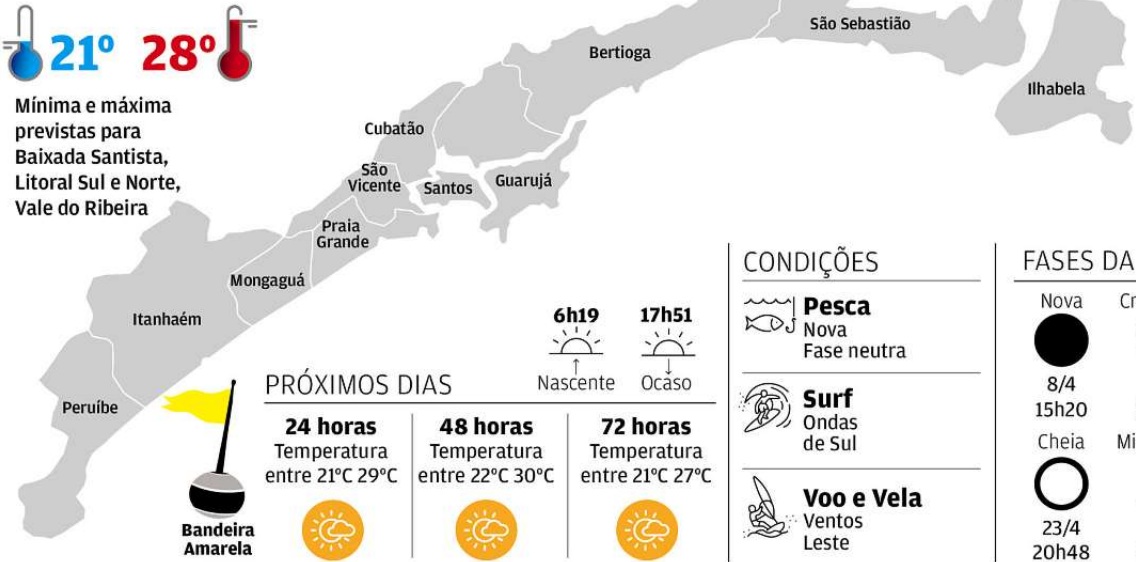 21º 28º
Mínima e máxima
previstas para
Baixada Santista,
Litoral Sul e Norte,
Vale do Ribeira
São Sebastião
Bertioga
Ilhabela
Cubatão
São
Vicente
Santos
Guarujá
Praia
Grande
Mongaguá
Itanhaém
Peruíbe
Bandeira
Amarela
6h19
Nascente
17h51
Ocaso
PRÓXIMOS DIAS
24 horas
Temperatura
entre 21ºC 29ºC
48 horas
Temperatura
entre 22ºC 30ºC
72 horas
Temperatura
entre 21ºC 27ºC
CONDIÇÕES
Pesca
Nova
Fase neutra
Surf
Ondas
de Sul
Voo e Vela
Ventos
Leste
FASES DA
Nova
8/4
15h20
Cheia
23/4
20h48